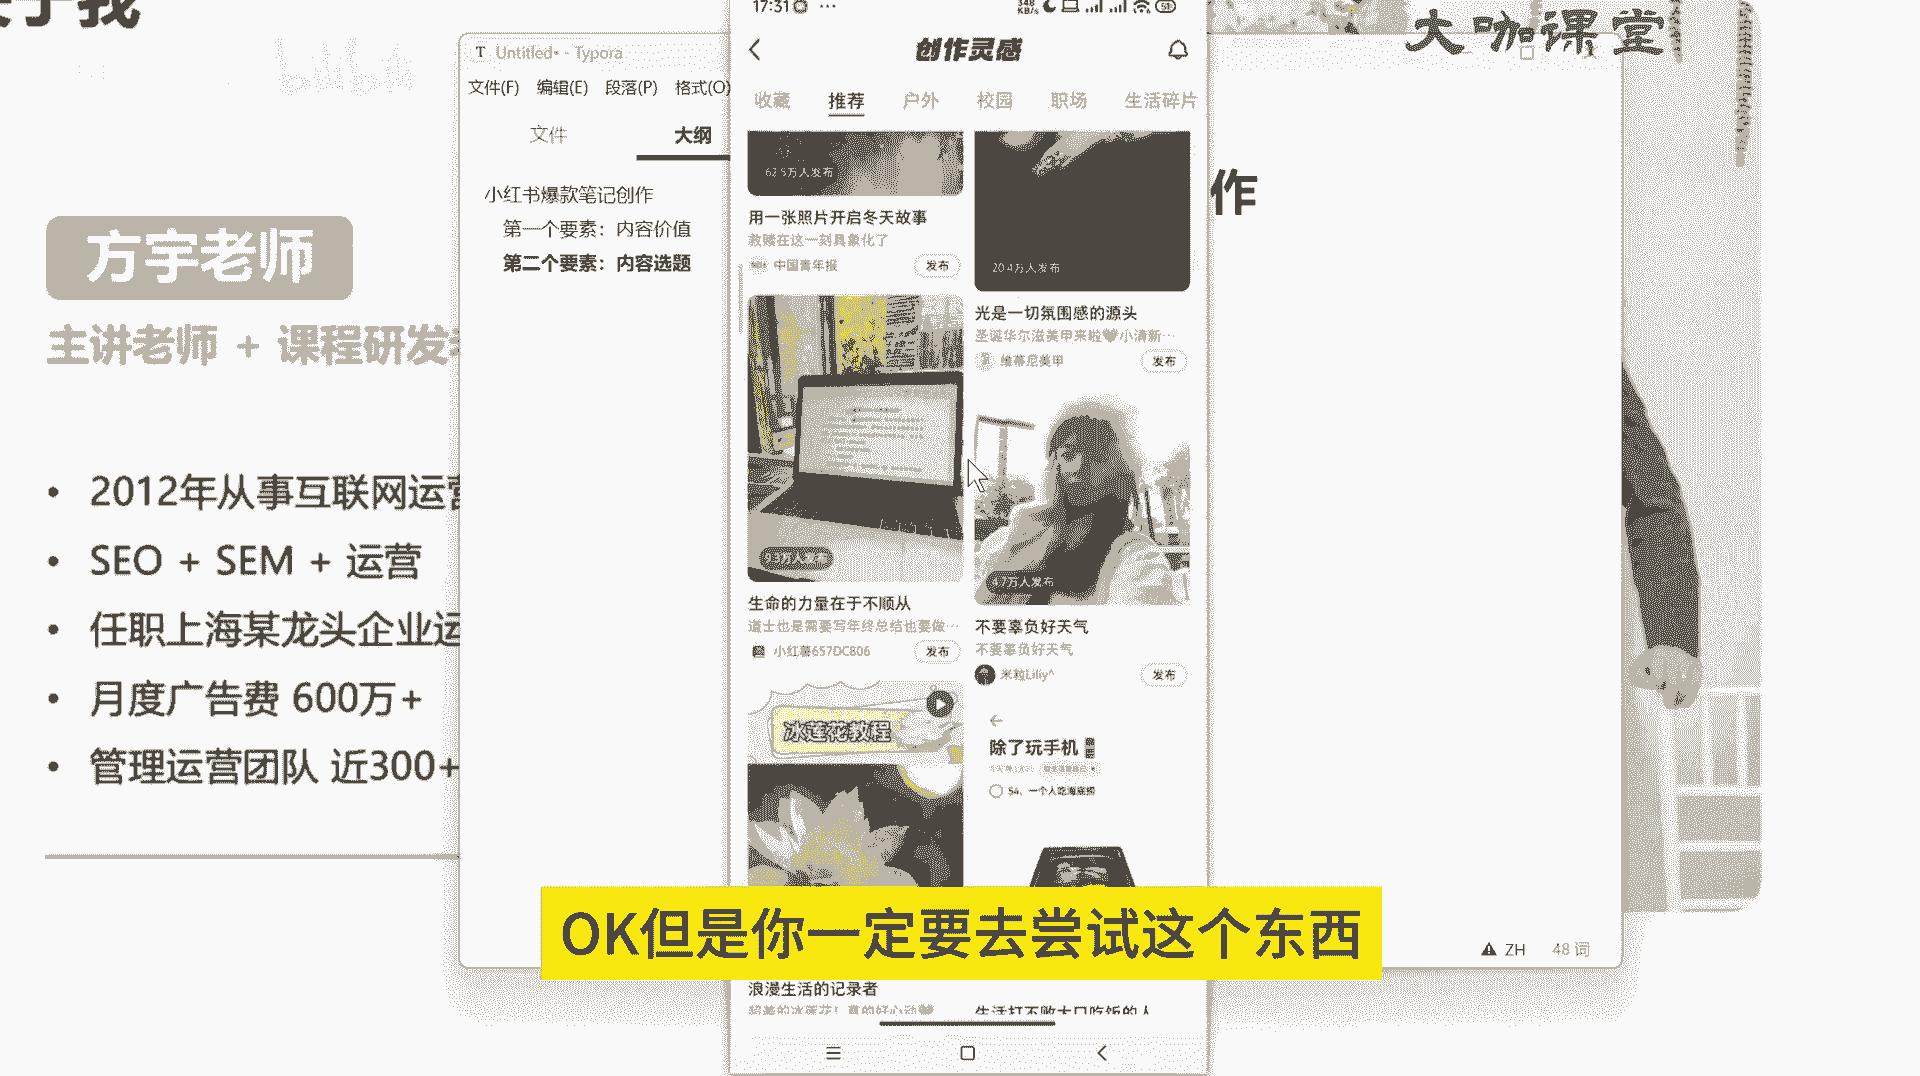 大咖课堂
方宇老师
主讲老师 + 课程研发
2012年从事互联网运营
SEO + SEM + 运营
任职上海某龙头企业运
月度广告费 600万+
管理运营团队 近300+
Untitled• - Typora
文件(F) 编辑(E) 段落(P) 格式(O)
文件 大纲
小红书爆款笔记创作
第一个要素：内容价值
第二个要素：内容选题
作
ZH 48 词
17:31
创作灵感
收藏 推荐 户外 校园 职场 生活碎片
62.5万人发布
用一张照片开启冬天故事
救赎在这一刻具象化了
中国青年报 发布
20.4万人发布
光是一切氛围感的源头
圣诞华尔滋美甲来啦🖤小清新…
维蒂尼美甲 发布
9.3万人发布
生命的力量在于不顺从
道士也是需要写年终总结也要做…
小红薯657DC806 发布
4.7万人发布
不要辜负好天气
不要辜负好天气
米粒Liliy^ 发布
冰莲花教程
浪漫生活的记录者
超美的冰莲花！真的好心动
除了玩手机
54、一个人吃海底捞
生活打不败大口吃饭的人
OK但是你一定要去尝试这个东西